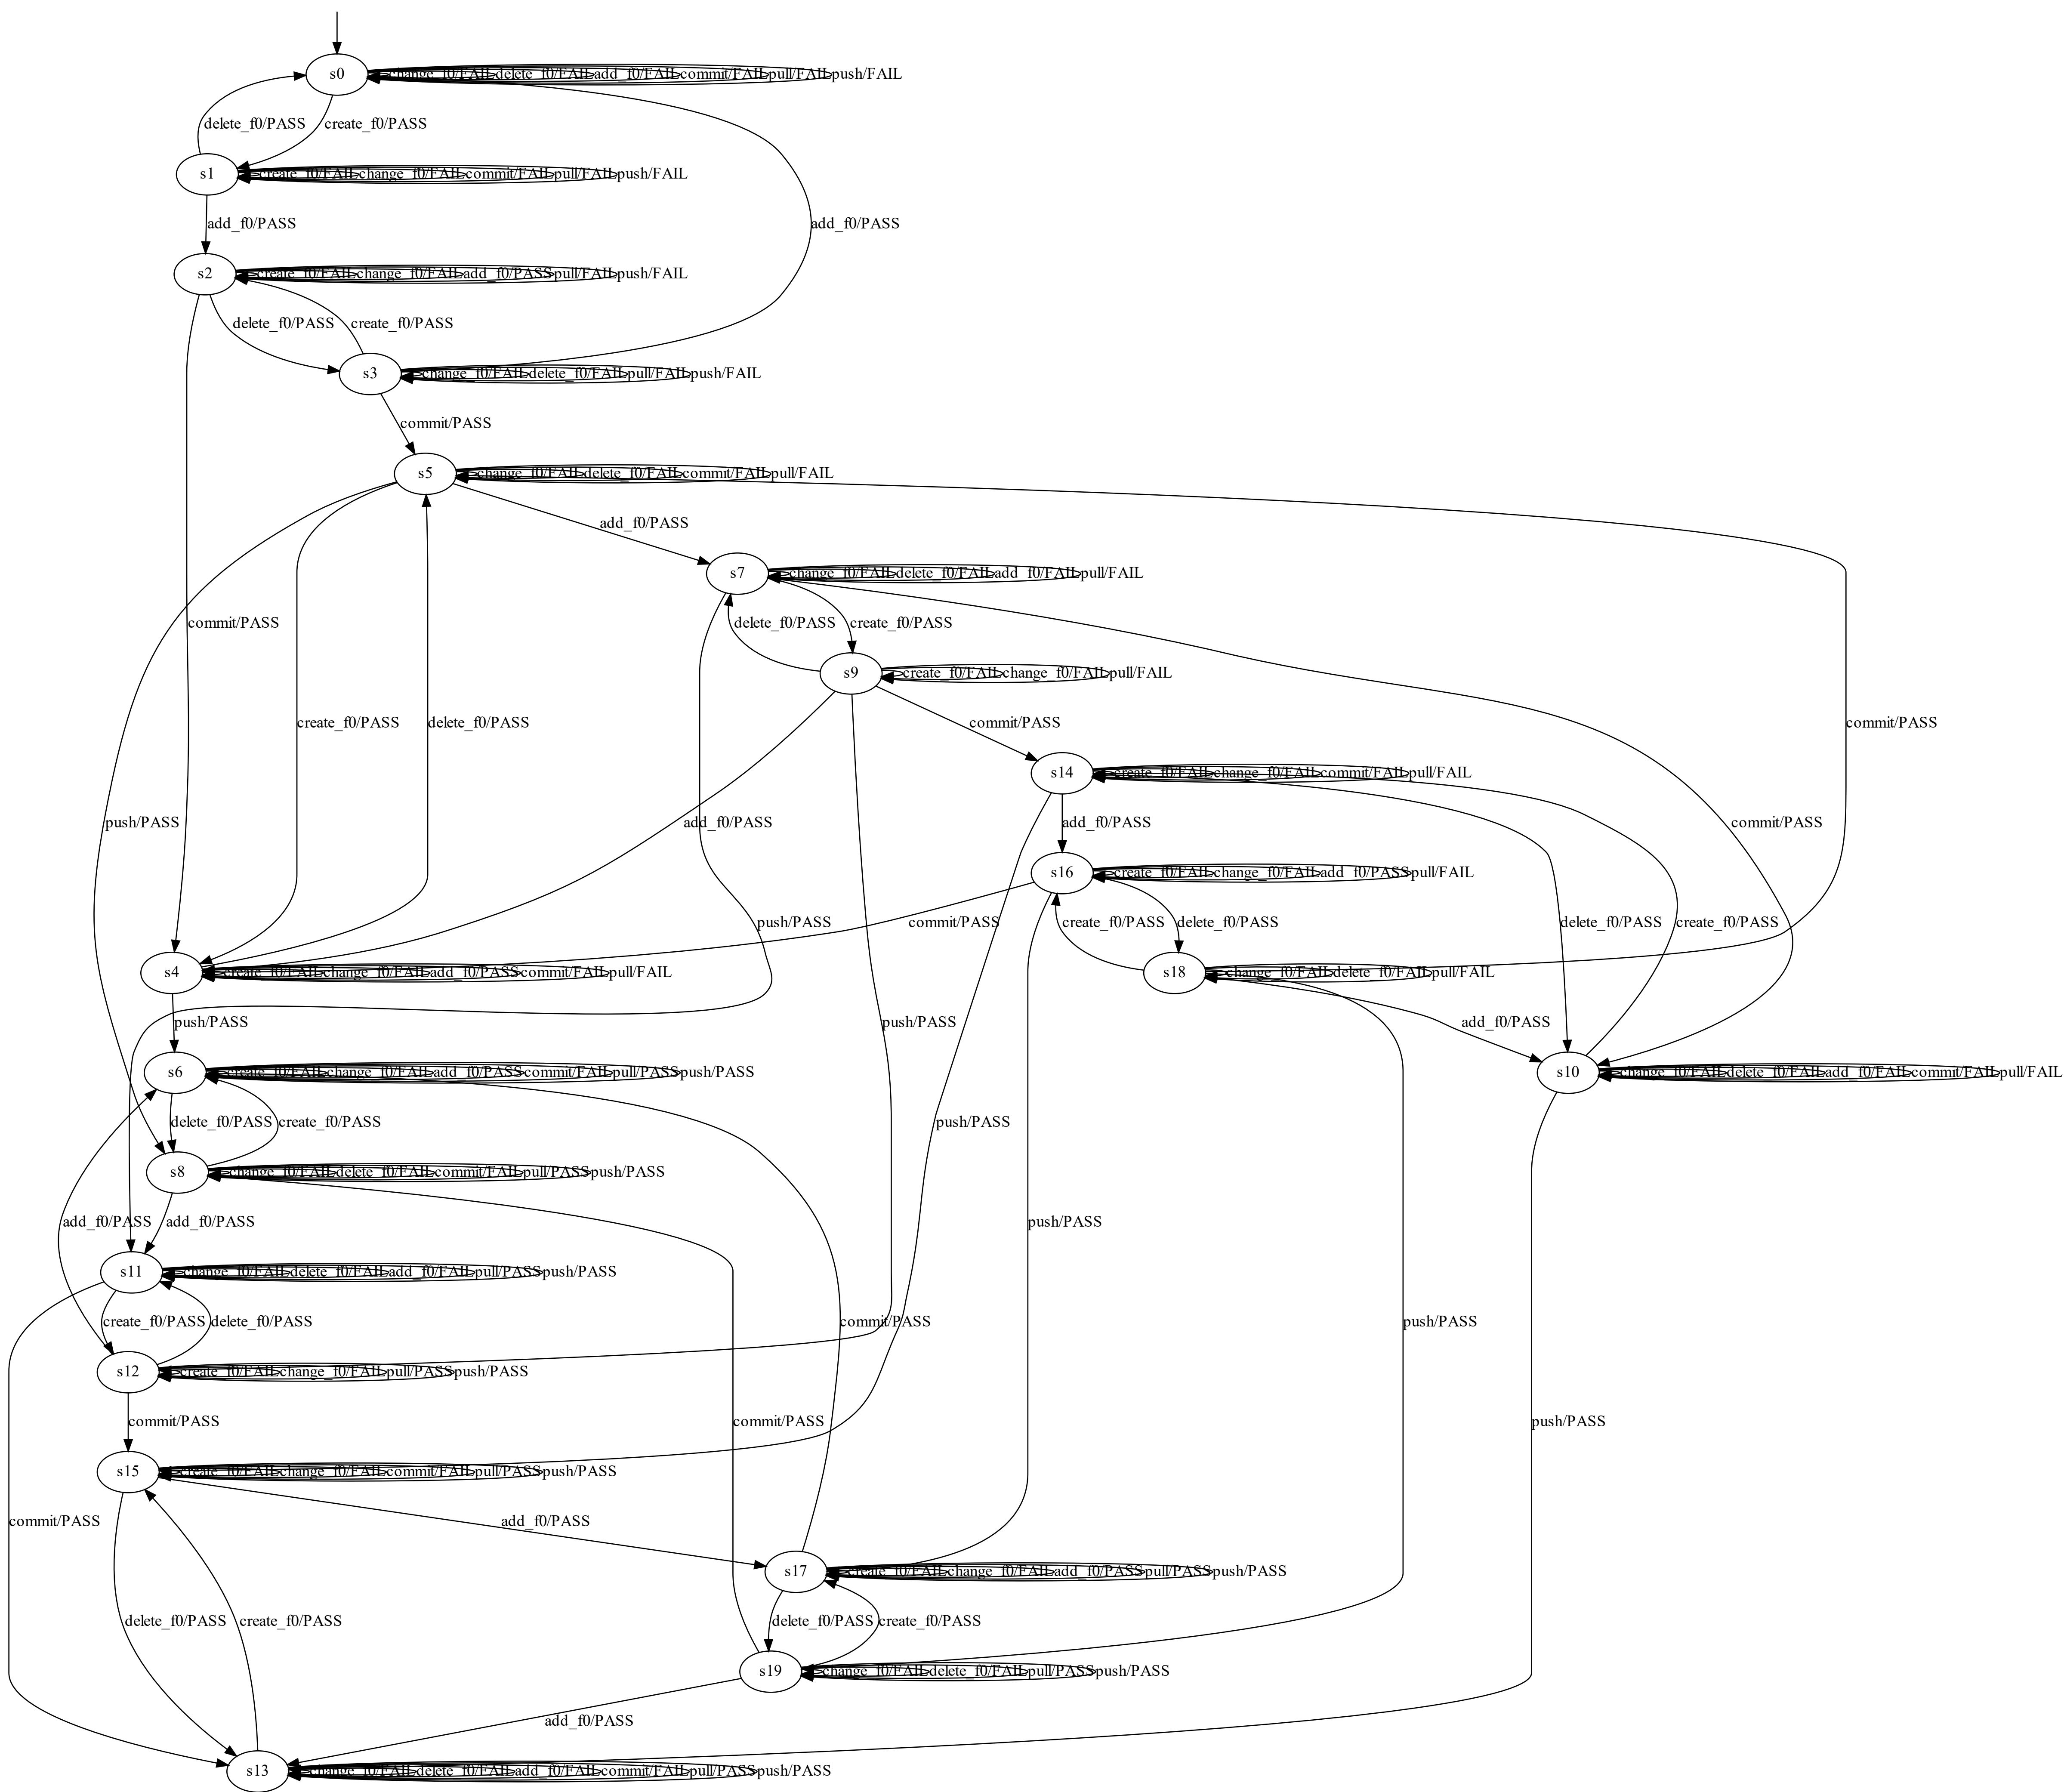 s0
change_f0/FAIL delete_f0/FAIL add_f0/FAIL commit/FAIL pull/FAIL push/FAIL
delete_f0/PASS create_f0/PASS
s1
create_f0/FAIL change_f0/FAIL commit/FAIL pull/FAIL push/FAIL
add_f0/PASS add_f0/PASS
s2
create_f0/FAIL change_f0/FAIL add_f0/PASS pull/FAIL push/FAIL
delete_f0/PASS create_f0/PASS
s3
change_f0/FAIL delete_f0/FAIL pull/FAIL push/FAIL
commit/PASS
s5
change_f0/FAIL delete_f0/FAIL commit/FAIL pull/FAIL
add_f0/PASS
s7
change_f0/FAIL delete_f0/FAIL add_f0/FAIL pull/FAIL
commit/PASS delete_f0/PASS create_f0/PASS
s9
create_f0/FAIL change_f0/FAIL pull/FAIL
create_f0/PASS delete_f0/PASS commit/PASS commit/PASS
s14
create_f0/FAIL change_f0/FAIL commit/FAIL pull/FAIL
push/PASS add_f0/PASS add_f0/PASS commit/PASS
s16
create_f0/FAIL change_f0/FAIL add_f0/PASS pull/FAIL
push/PASS commit/PASS create_f0/PASS delete_f0/PASS delete_f0/PASS create_f0/PASS
s4
create_f0/FAIL change_f0/FAIL add_f0/PASS commit/FAIL pull/FAIL
s18
change_f0/FAIL delete_f0/FAIL pull/FAIL
push/PASS push/PASS add_f0/PASS
s6
create_f0/FAIL change_f0/FAIL add_f0/PASS commit/FAIL pull/PASS push/PASS
s10
change_f0/FAIL delete_f0/FAIL add_f0/FAIL commit/FAIL pull/FAIL
delete_f0/PASS create_f0/PASS push/PASS
s8
change_f0/FAIL delete_f0/FAIL commit/FAIL pull/PASS push/PASS
add_f0/PASS add_f0/PASS push/PASS
s11
change_f0/FAIL delete_f0/FAIL add_f0/FAIL pull/PASS push/PASS
create_f0/PASS delete_f0/PASS commit/PASS push/PASS
s12
create_f0/FAIL change_f0/FAIL pull/PASS push/PASS
commit/PASS commit/PASS push/PASS
s15
create_f0/FAIL change_f0/FAIL commit/FAIL pull/PASS push/PASS
commit/PASS add_f0/PASS
s17
create_f0/FAIL change_f0/FAIL add_f0/PASS pull/PASS push/PASS
delete_f0/PASS create_f0/PASS delete_f0/PASS create_f0/PASS
s19
change_f0/FAIL delete_f0/FAIL pull/PASS push/PASS
add_f0/PASS
s13
change_f0/FAIL delete_f0/FAIL add_f0/FAIL commit/FAIL pull/PASS push/PASS